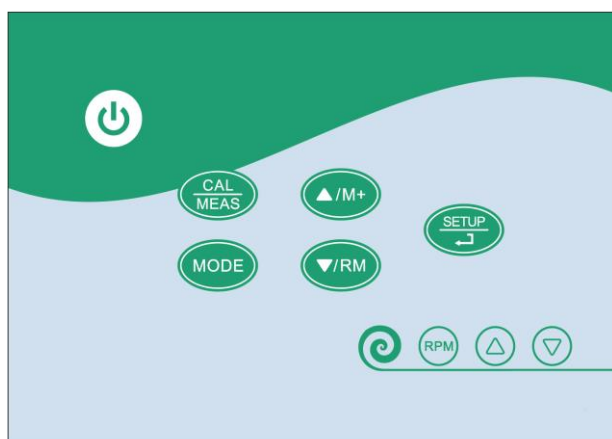 CAL
MEAS
▲/M+
SETUP
MODE
▼/RM
RPM